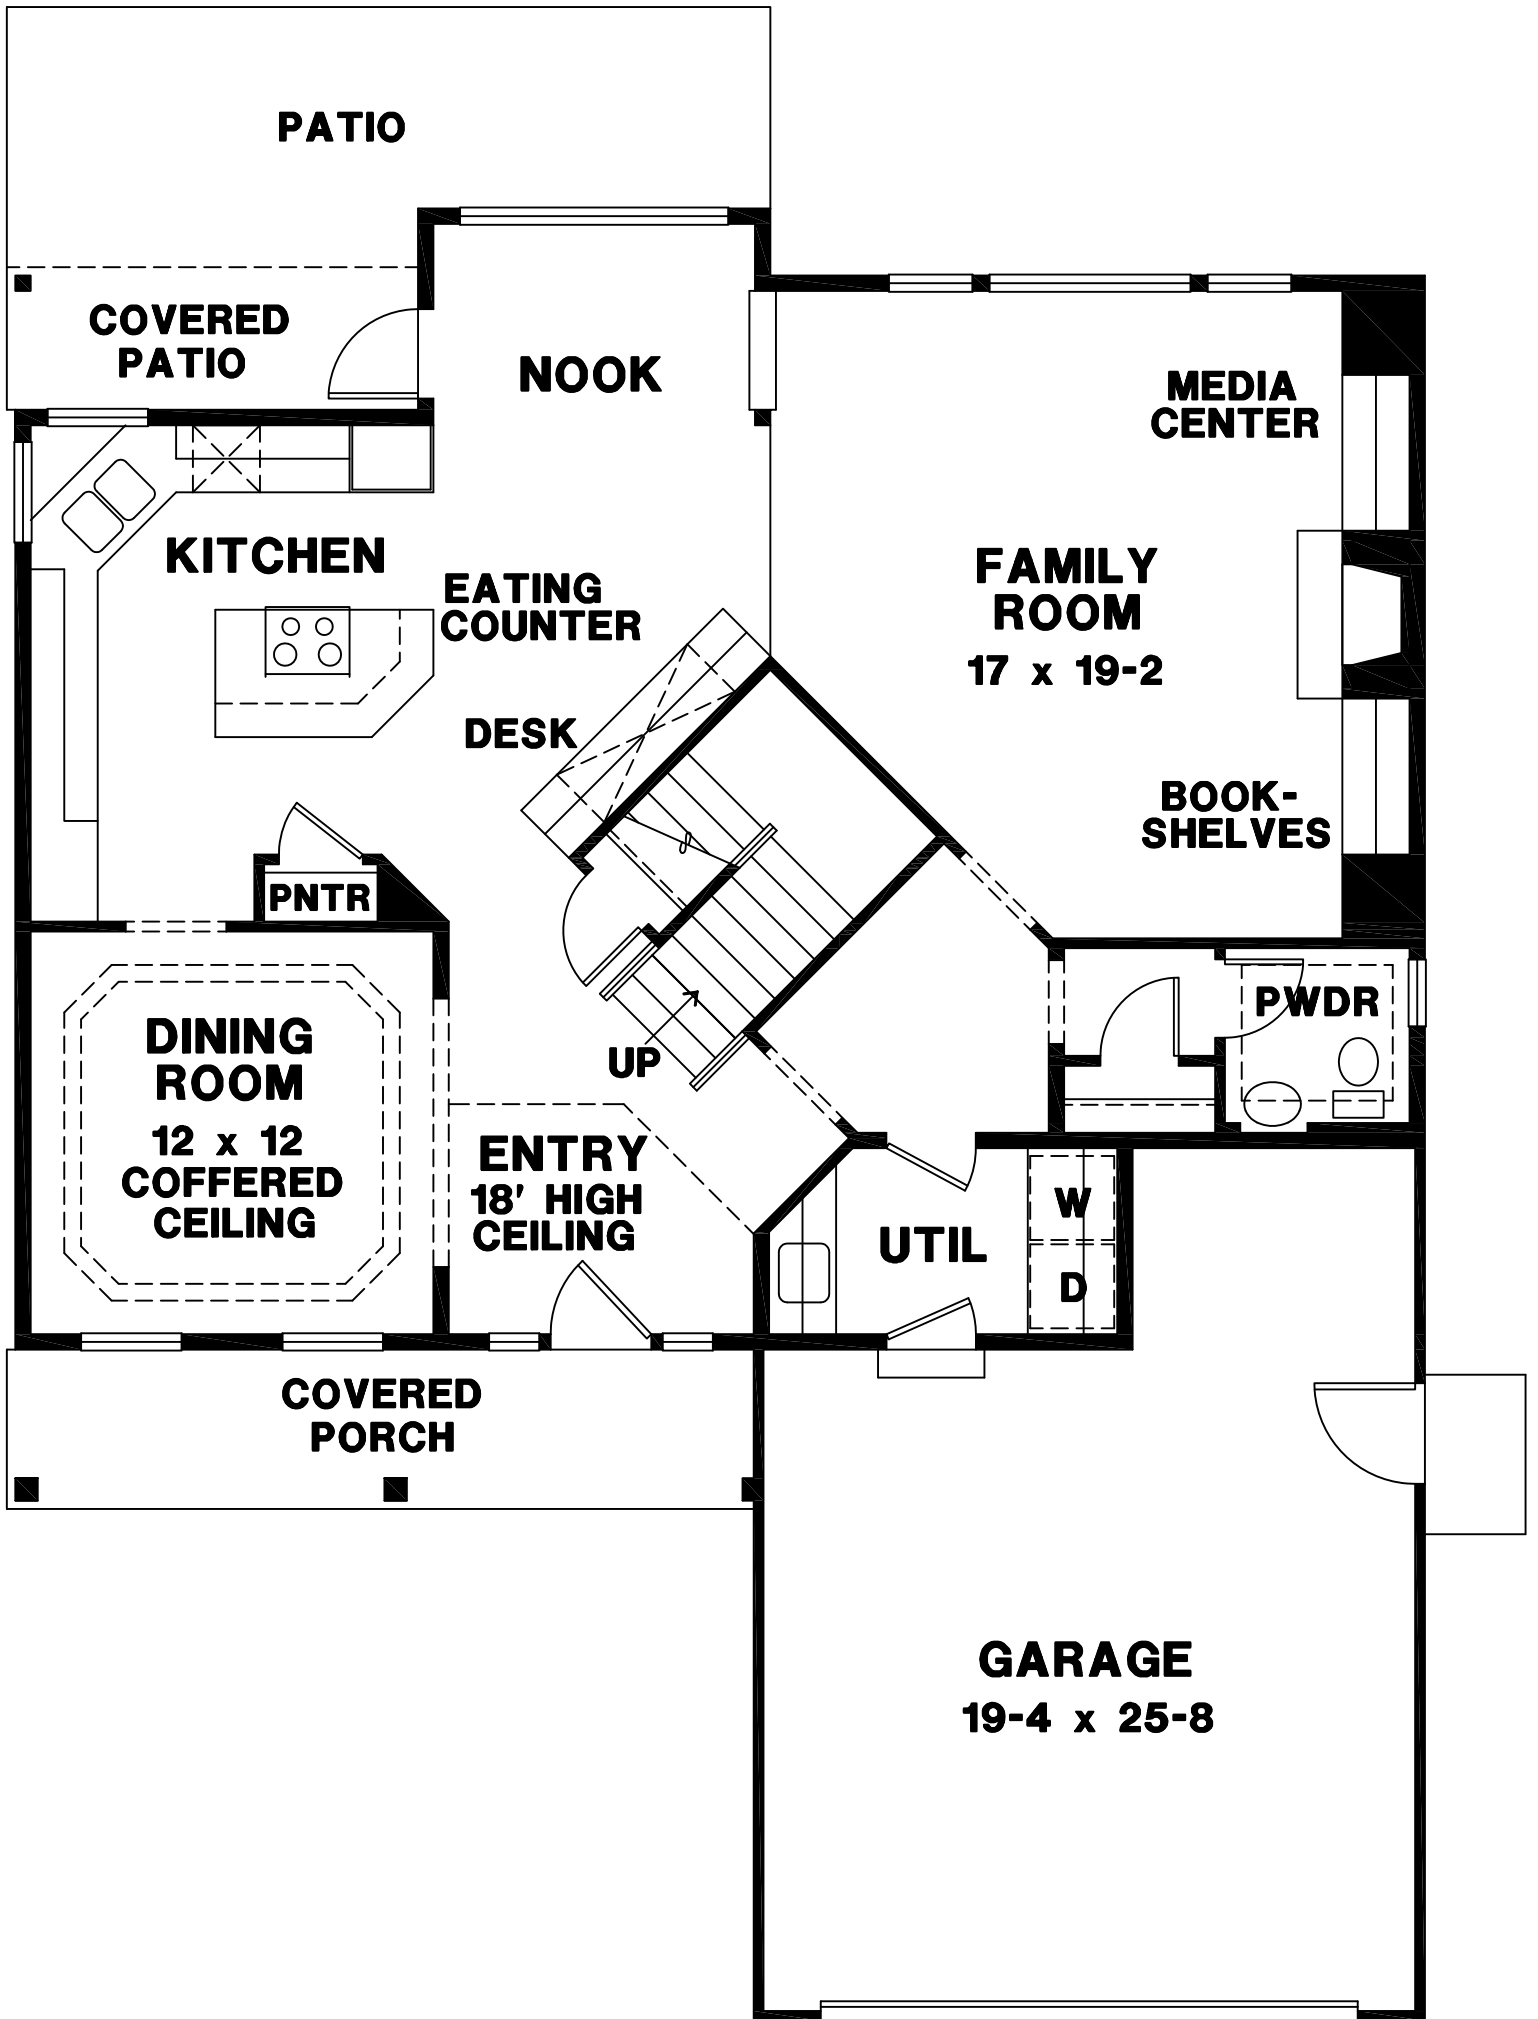 PATIO
COVERED
PATIO
NOOK
MEDIA
CENTER
KITCHEN
EATING
COUNTER
FAMILY
ROOM
17 x 19-2
DESK
BOOK-
SHELVES
PNTR
DINING
ROOM
12 x 12
COFFERED
CEILING
UP
PWDR
ENTRY
18' HIGH
CEILING
UTIL
W
D
COVERED
PORCH
GARAGE
19-4 x 25-8